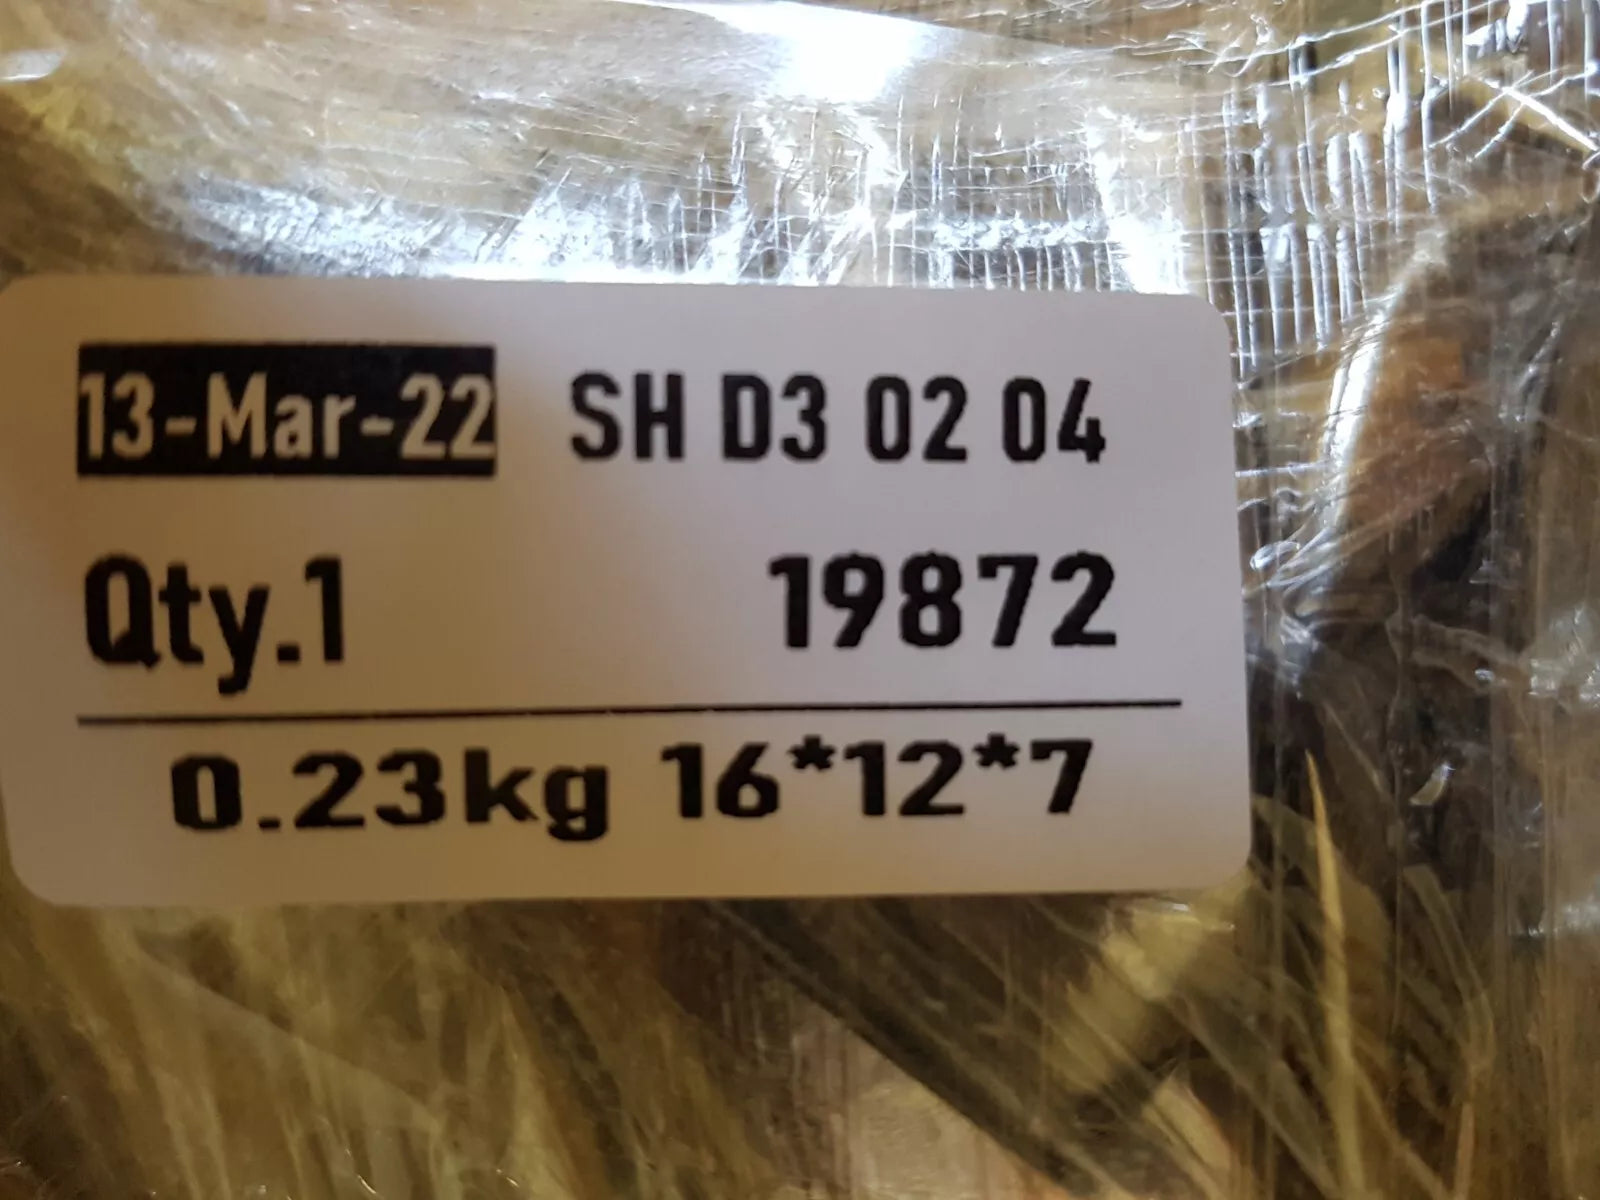 13-Mar-22 SH D3 02 04
Qty.1 19872
0.23kg 16*12*7